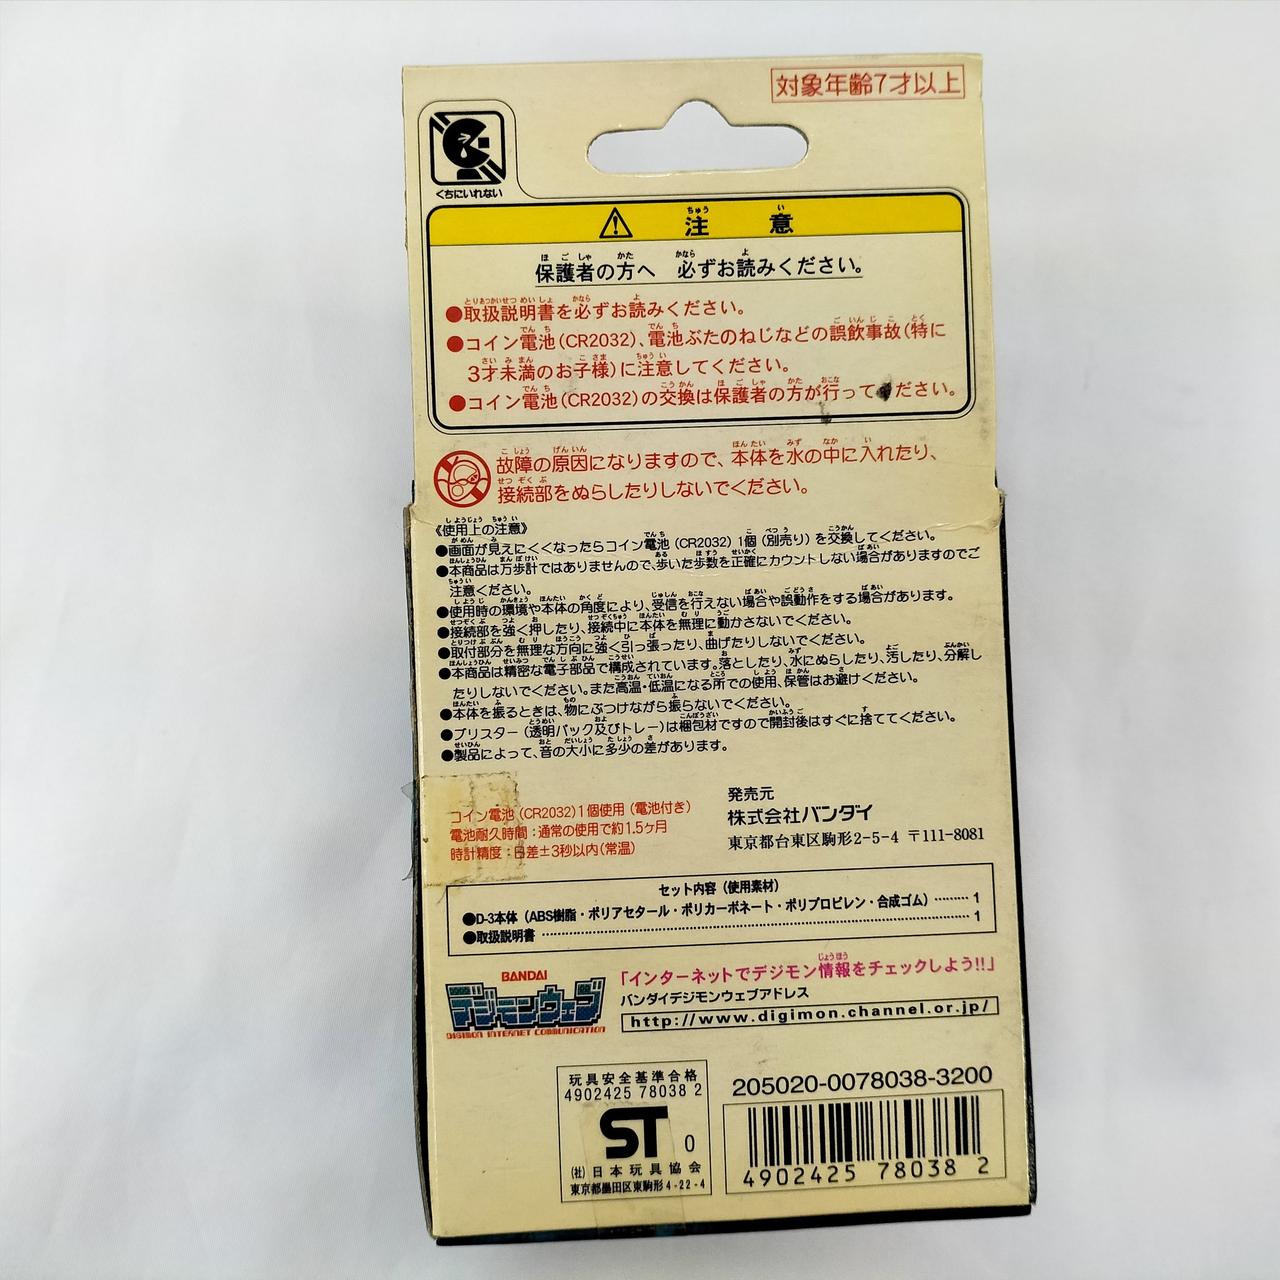 対象年齢7才以上
くちにいれない
注意
保護者の方へ 必ずお読みください。
●取扱説明書を必ずお読みください。
●コイン電池(CR2032)、電池ぶたのねじなどの誤飲事故(特に
3才未満のお子様)に注意してください。
●コイン電池(CR2032)の交換は保護者の方が行ってください。
故障の原因になりますので、本体を水の中に入れたり、
接続部をぬらしたりしないでください。
《使用上の注意》
●画面が見えにくくなったらコイン電池(CR2032)1個(別売り)を交換してください。
●本商品は万歩計ではありませんので、歩いた歩数を正確にカウントしない場合がありますのでご
注意ください。
●使用時の環境や本体の角度により、受信を行えない場合や誤動作をする場合があります。
●接続部を強く押したり、接続中に本体を無理に動かさないでください。
●取付部分を無理な方向に強く引っ張ったり、曲げたりしないでください。
●本商品は精密な電子部品で構成されています。落としたり、水にぬらしたり、汚したり、分解し
たりしないでください。また高温・低温になる所での使用、保管はお避けください。
●本体を振るときは、物にぶつけながら振らないでください。
●ブリスター(透明パック及びトレー)は梱包材ですので開封後はすぐに捨ててください。
●製品によって、音の大小に多少の差があります。
コイン電池(CR2032)1個使用(電池付き)
電池耐久時間:通常の使用で約1.5ヶ月
時計精度:日差±3秒以内(常温)
発売元
株式会社バンダイ
東京都台東区駒形2-5-4 〒111-8081
セット内容(使用素材)
●D-3本体(ABS樹脂・ポリアセタール・ポリカーボネート・ポリプロピレン・合成ゴム)………1
●取扱説明書………1
BANDAI
デジモンウェブ
DIGIMON INTERNET COMMUNICATION
「インターネットでデジモン情報をチェックしよう!!」
バンダイデジモンウェブアドレス
http://www.digimon.channel.or.jp/
玩具安全基準合格
4902425 78038 2
ST 0
(社)日本玩具協会
東京都墨田区東駒形4-22-4
205020-0078038-3200
4902425 78038 2